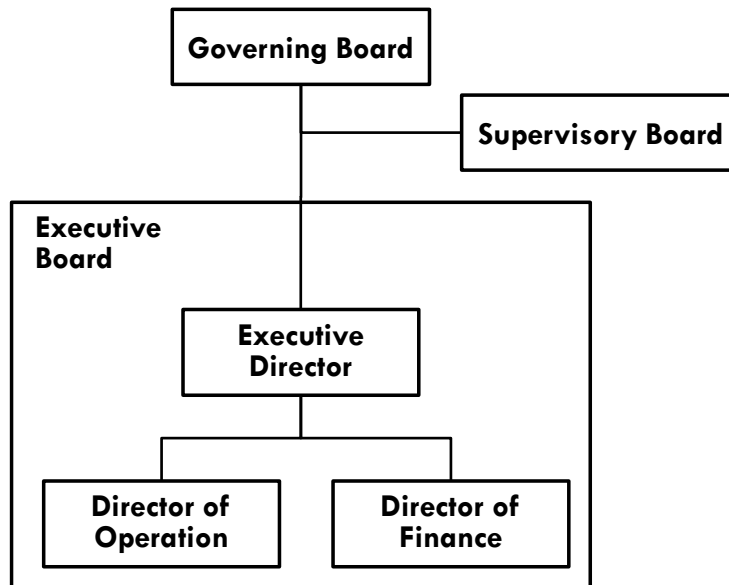 Governing Board
Supervisory Board
Executive
Board
Executive
Director
Director of
Operation
Director of
Finance